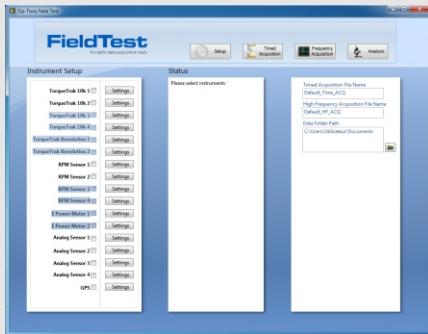 Op-Tony Field Test
FieldTest
Portable data acquisition tools
Setup
Timed
Acquisition
Frequency
Acquisition
Analysis
Instrument Setup
TorqueTrak 10k 1
Settings
TorqueTrak 10k 2
Settings
TorqueTrak 10k 3
Settings
TorqueTrak 10k 4
Settings
TorqueTrak Revolution 1
Settings
TorqueTrak Revolution 2
Settings
RPM Sensor 1
Settings
RPM Sensor 2
Settings
RPM Sensor 3
Settings
RPM Sensor 4
Settings
E Power Meter 1
Settings
E Power Meter 2
Settings
Analog Sensor 1
Settings
Analog Sensor 2
Settings
Analog Sensor 3
Settings
Analog Sensor 4
Settings
GPS
Settings
Status
Please select instruments
Timed Acquisition File Name
Default_Time_ACQ
High Frequency Acquisition File Name
Default_HF_ACQ
Data Folder Path
C:\Users\Utilisateur\Documents